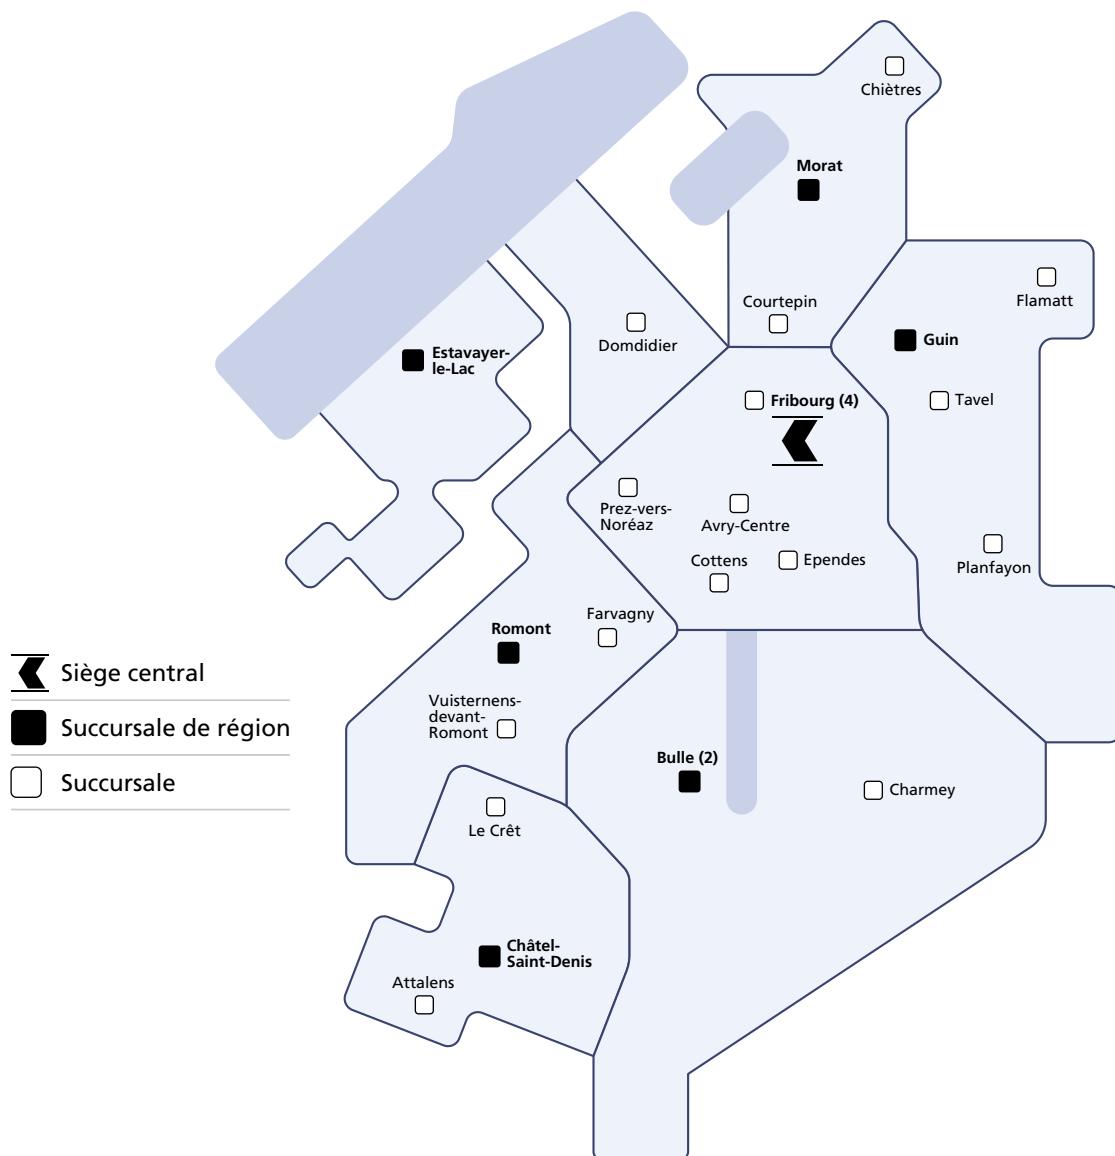 Chiètres
Morat
Flamatt
Courtepin
Domdidier
Guin
Estavayer-
le-Lac
Fribourg (4)
Tavel
Prez-vers-
Noréaz
Avry-Centre
Cottens
Ependes
Planfayon
Farvagny
Romont
Vuisternens-
devant-
Romont
Siège central
Succursale de région
Succursale
Bulle (2)
Charmey
Le Crêt
Châtel-
Saint-Denis
Attalens